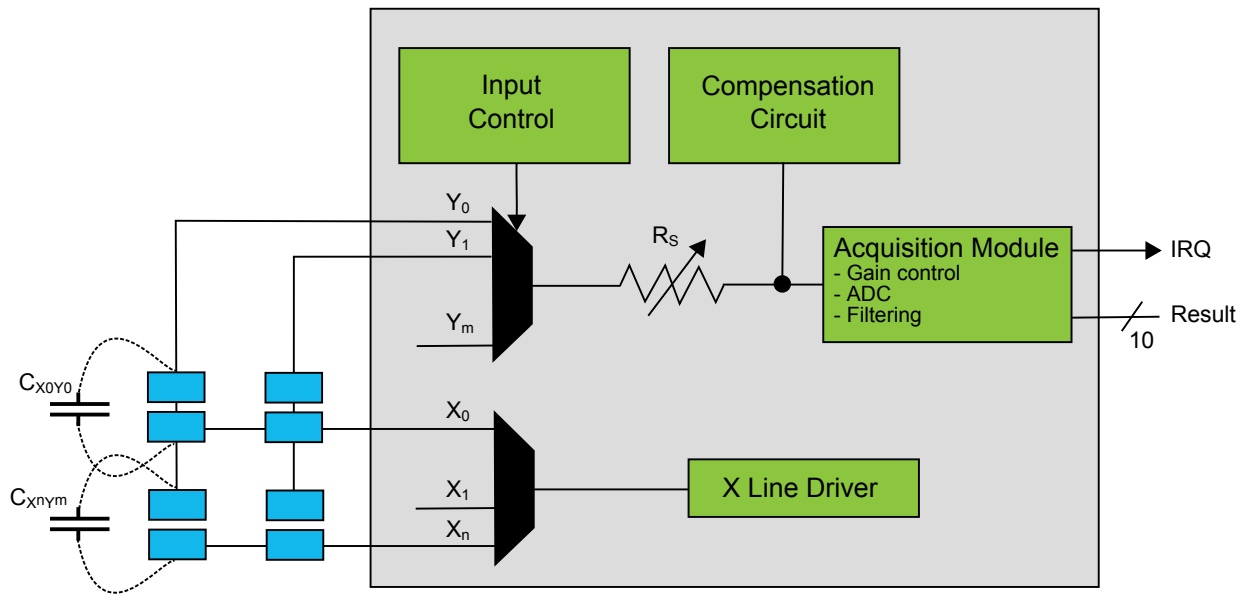 Input
Control
Compensation
Circuit
Y0
Y1
Ym
RS
Acquisition Module
- Gain control
- ADC
- Filtering
IRQ
Result
10
CX0Y0
CXnYm
X0
X1
Xn
X Line Driver